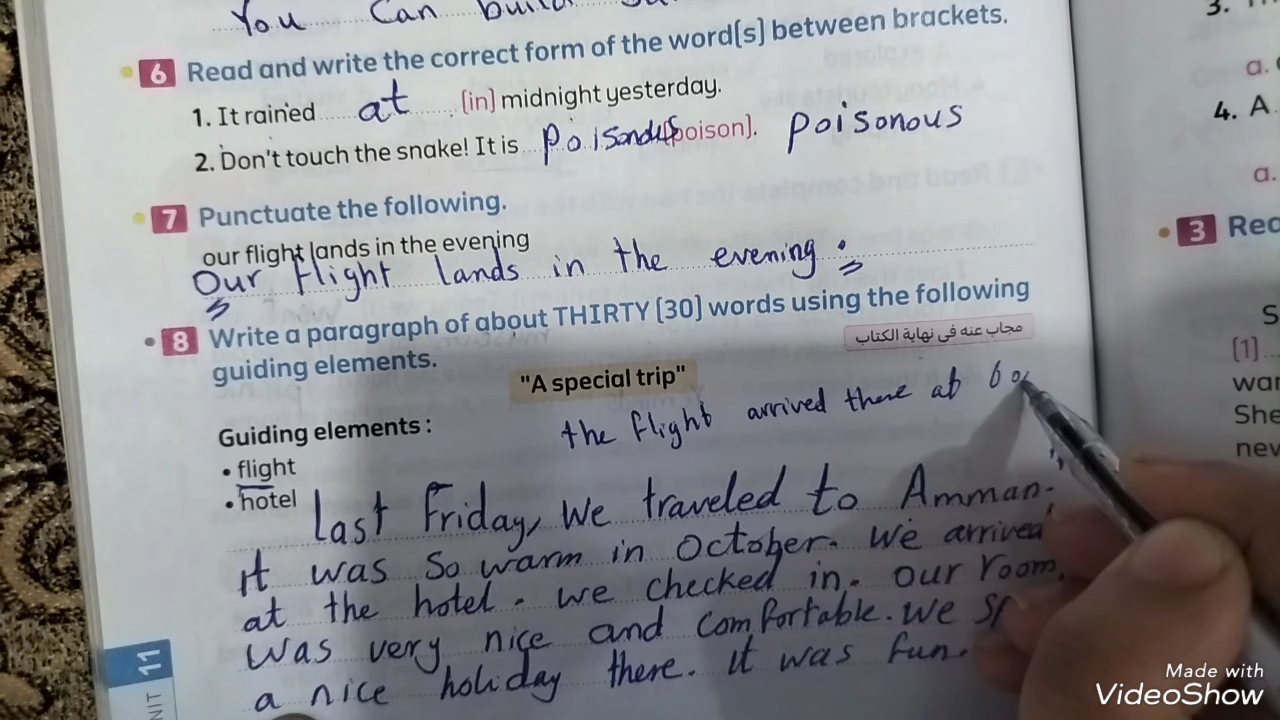 You Can build
6 Read and write the correct form of the word[s] between brackets.
1. It rained at [in] midnight yesterday.
2. Don't touch the snake! It is poisonous [poison]. poisonous
7 Punctuate the following.
our flight lands in the evening
Our flight lands in the evening.
8 Write a paragraph of about THIRTY [30] words using the following
guiding elements.
مجاب عنه فى نهاية الكتاب
"A special trip"
the flight arrived there at 6
Guiding elements :
• flight
• hotel
last Friday, we traveled to Amman.
It was so warm in October. We arrived
at the hotel. we checked in. our room
was very nice and comfortable. we
a nice holiday there. It was fun.
UNIT 11
3.
a.
4. A
a.
3 Rea
S
[1]
war
She
new
Made with
VideoShow